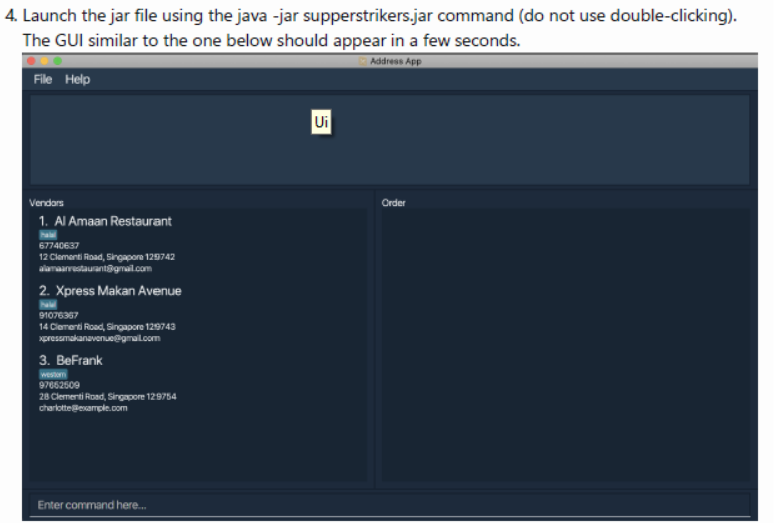 4. Launch the jar file using the java -jar supperstrikers.jar command (do not use double-clicking).
The GUI similar to the one below should appear in a few seconds.
Address App
File Help
Ui
Vendors
1. Al Amaan Restaurant
halal
67740637
12 Clementi Road, Singapore 129742
alamaanrestaurant@gmail.com
2. Xpress Makan Avenue
halal
91076367
14 Clementi Road, Singapore 129743
xpressmakanavenue@gmail.com
3. BeFrank
western
97652509
28 Clementi Road, Singapore 129754
charlotte@example.com
Order
Enter command here...